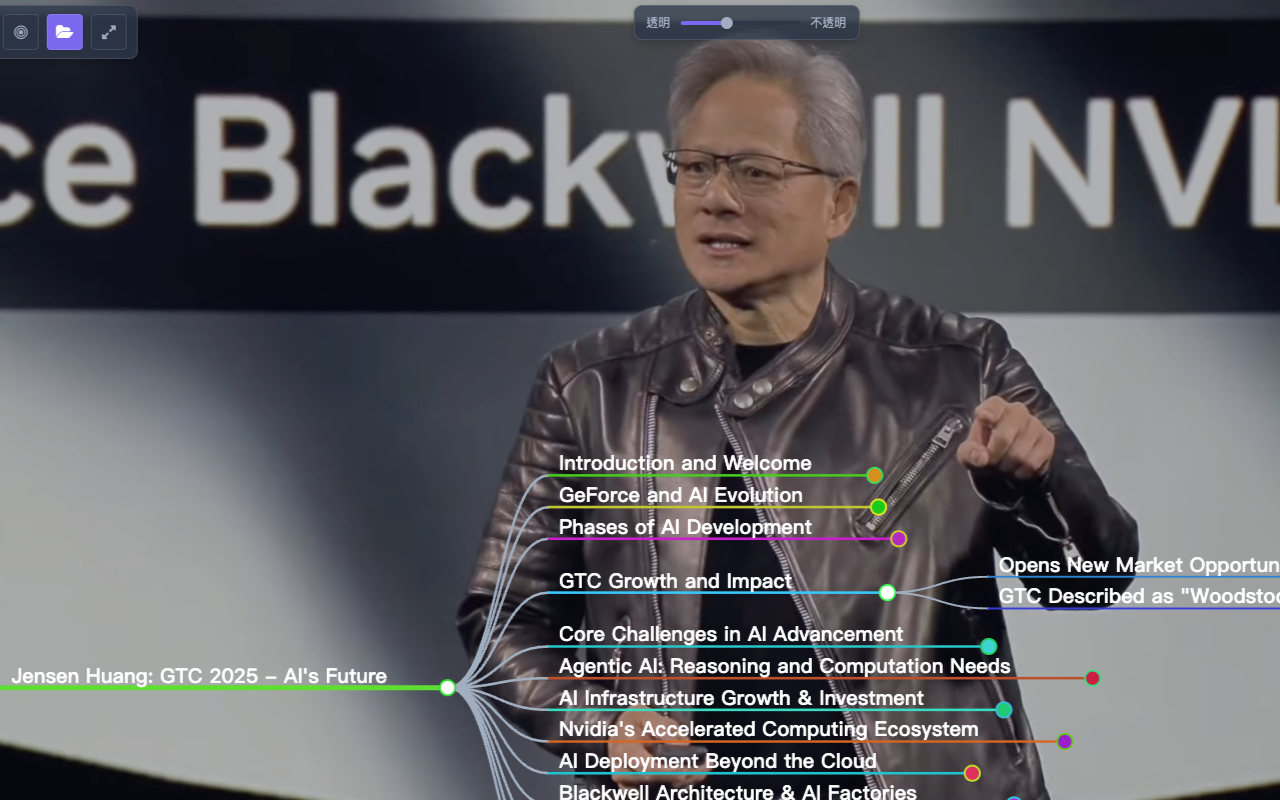 透明 不透明
ce Blackw ll NVL
Introduction and Welcome
GeForce and AI Evolution
Phases of AI Development
GTC Growth and Impact
Opens New Market Opportun
GTC Described as "Woodstoc
Core Challenges in AI Advancement
Agentic AI: Reasoning and Computation Needs
Jensen Huang: GTC 2025 – AI's Future
AI Infrastructure Growth & Investment
Nvidia's Accelerated Computing Ecosystem
AI Deployment Beyond the Cloud
Blackwell Architecture & AI Factories